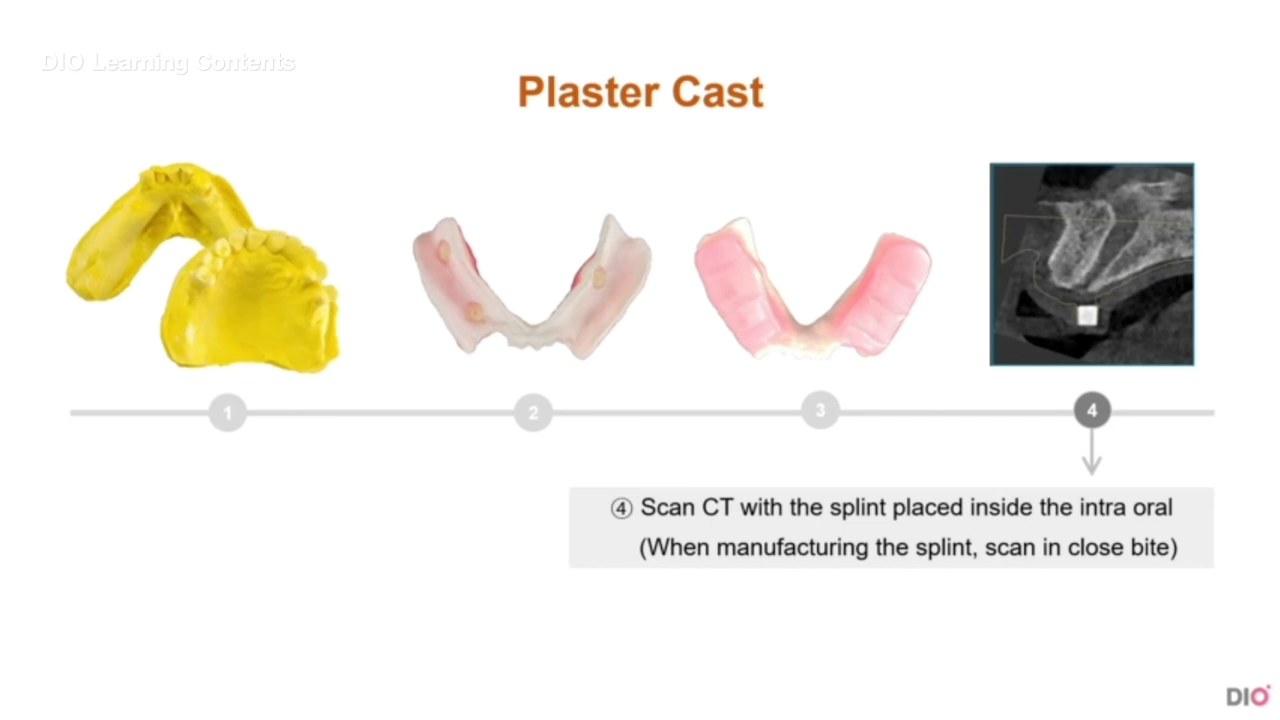 DIO Learning Contents
Plaster Cast
1
2
3
4
④ Scan CT with the splint placed inside the intra oral
(When manufacturing the splint, scan in close bite)
DIO